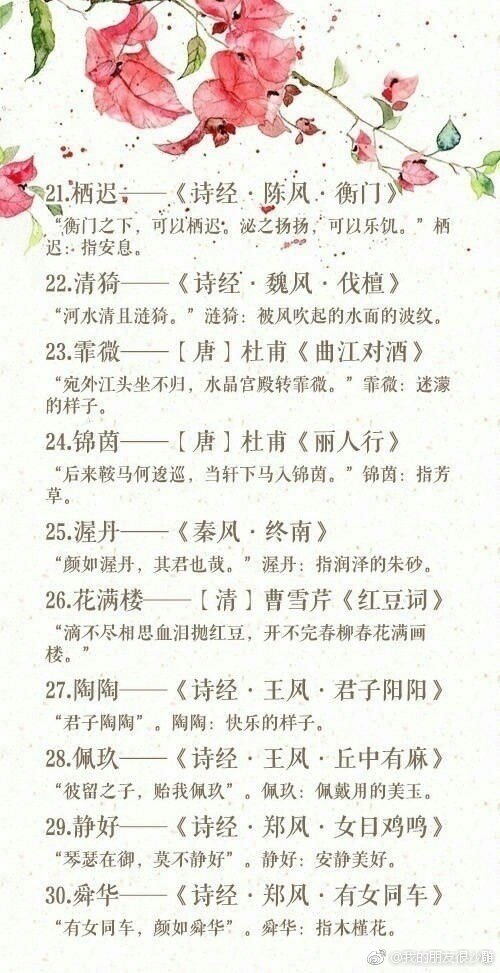 21.栖迟——《诗经·陈风·衡门》
“衡门之下，可以栖迟。泌之扬扬，可以乐饥。”栖
迟：指安息。
22.清猗——《诗经·魏风·伐檀》
“河水清且涟猗。”涟猗：被风吹起的水面的波纹。
23.霏微——【唐】杜甫《曲江对酒》
“宛外江头坐不归，水晶宫殿转霏微。”霏微：迷濛
的样子。
24.锦茵——【唐】杜甫《丽人行》
“后来鞍马何逡巡，当轩下马入锦茵。”锦茵：指芳
草。
25.渥丹——《秦风·终南》
“颜如渥丹，其君也哉。”渥丹：指润泽的朱砂。
26.花满楼——【清】曹雪芹《红豆词》
“滴不尽相思血泪抛红豆，开不完春柳春花满画
楼。”
27.陶陶——《诗经·王风·君子阳阳》
“君子陶陶”。陶陶：快乐的样子。
28.佩玖——《诗经·王风·丘中有麻》
“彼留之子，贻我佩玖”。佩玖：佩戴用的美玉。
29.静好——《诗经·郑风·女日鸡鸣》
“琴瑟在御，莫不静好”。静好：安静美好。
30.舜华——《诗经·郑风·有女同车》
“有女同车，颜如舜华”。舜华：指木槿花。
@我的朋友很少